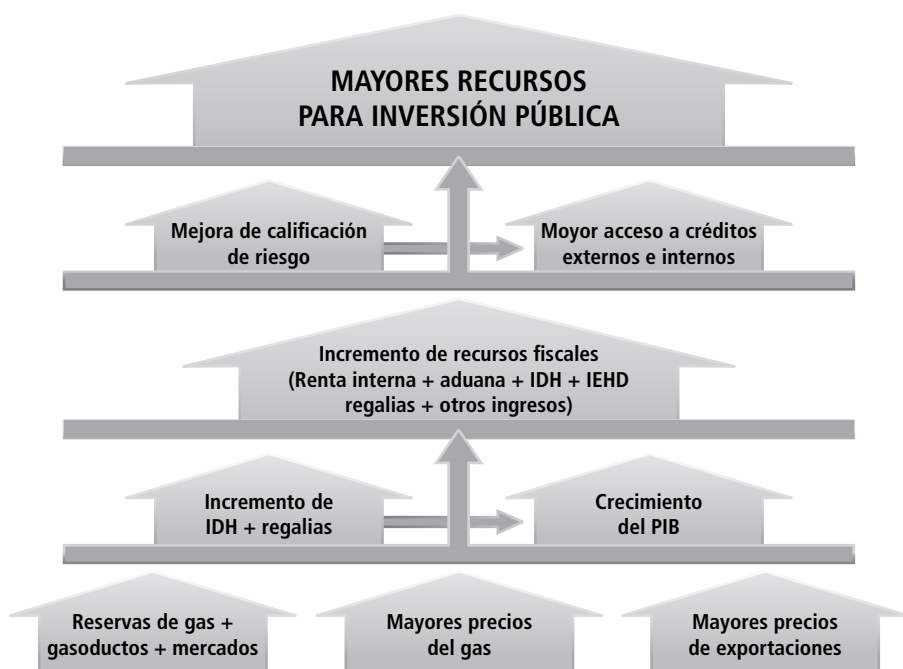 MAYORES RECURSOS
PARA INVERSIÓN PÚBLICA
Mejora de calificación
de riesgo
Moyor acceso a créditos
externos e internos
Incremento de recursos fiscales
(Renta interna + aduana + IDH + IEHD
regalias + otros ingresos)
Incremento de
IDH + regalias
Crecimiento
del PIB
Reservas de gas +
gasoductos + mercados
Mayores precios
del gas
Mayores precios
de exportaciones